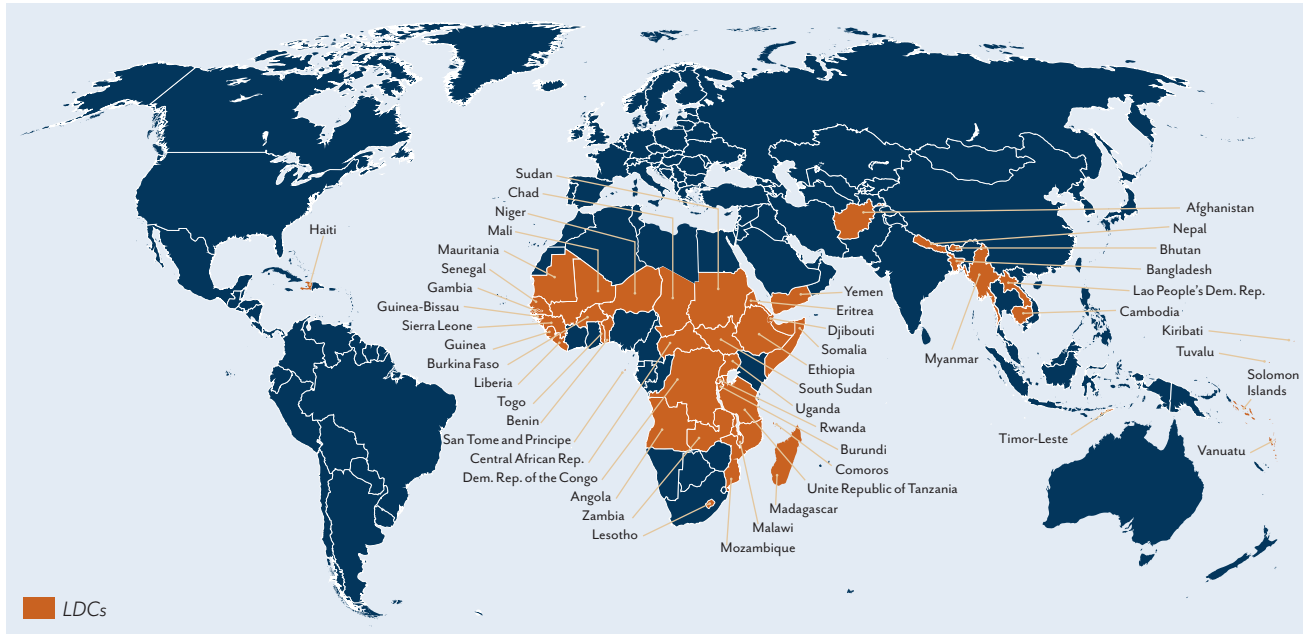 Haiti
Sudan
Chad
Niger
Mali
Mauritania
Senegal
Gambia
Guinea-Bissau
Sierra Leone
Guinea
Burkina Faso
Liberia
Togo
Benin
San Tome and Principe
Central African Rep.
Dem. Rep. of the Congo
Angola
Zambia
Lesotho
Yemen
Eritrea
Djibouti
Somalia
Ethiopia
South Sudan
Uganda
Rwanda
Burundi
Comoros
Unite Republic of Tanzania
Madagascar
Malawi
Mozambique
Afghanistan
Nepal
Bhutan
Bangladesh
Lao People's Dem. Rep.
Cambodia
Myanmar
Kiribati
Tuvalu
Solomon
Islands
Timor-Leste
Vanuatu
LDCs